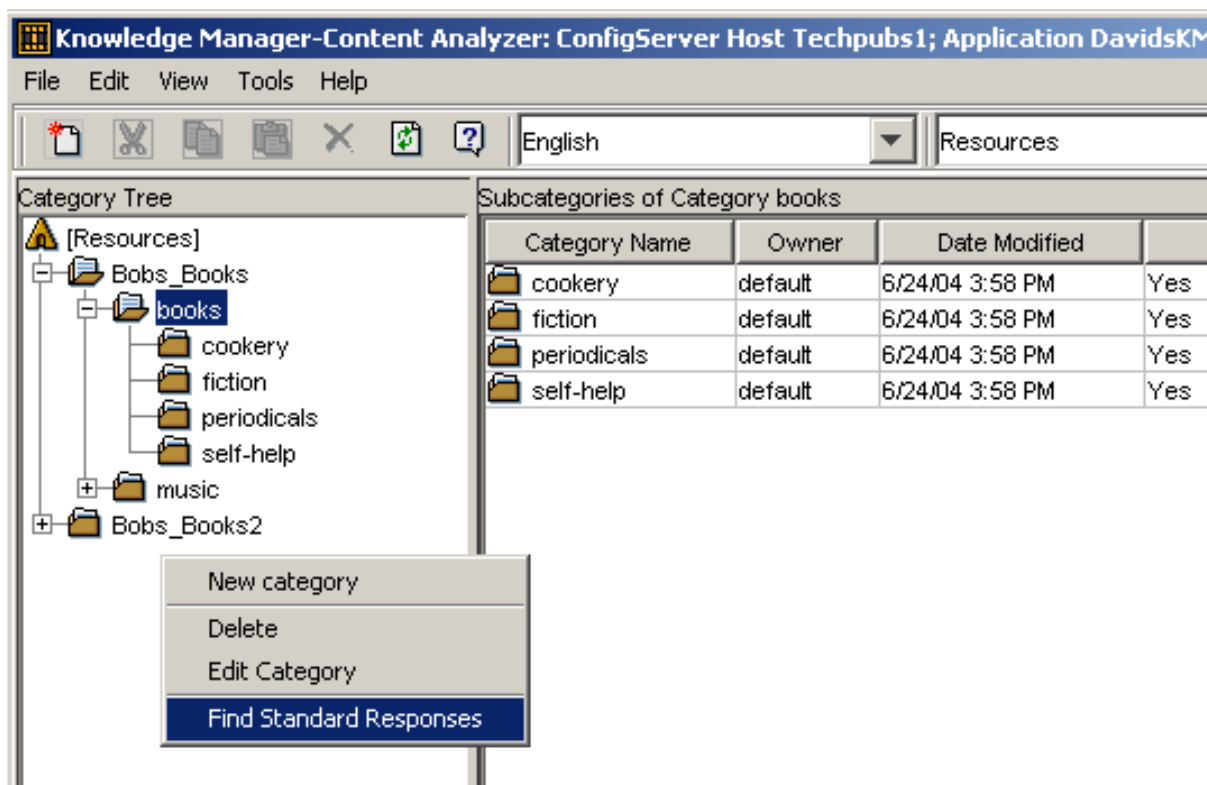 Knowledge Manager-Content Analyzer: ConfigServer Host Techpubs1; Application DavidsKM
File Edit View Tools Help
English Resources
Category Tree
[Resources]
Bobs_Books
books
cookery
fiction
periodicals
self-help
music
Bobs_Books2
Subcategories of Category books
Category Name Owner Date Modified
cookery default 6/24/04 3:58 PM Yes
fiction default 6/24/04 3:58 PM Yes
periodicals default 6/24/04 3:58 PM Yes
self-help default 6/24/04 3:58 PM Yes
New category
Delete
Edit Category
Find Standard Responses